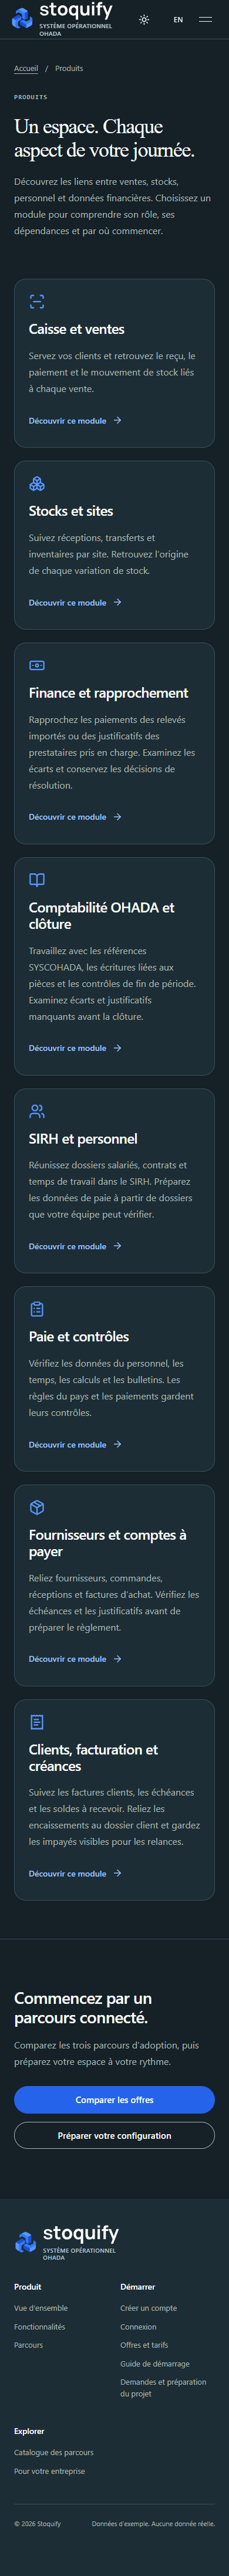 stoquify
SYSTÈME OPÉRATIONNEL
OHADA
EN
Accueil / Produits
PRODUITS
Un espace. Chaque
aspect de votre journée.
Découvrez les liens entre ventes, stocks,
personnel et données financières. Choisissez un
module pour comprendre son rôle, ses
dépendances et par où commencer.
Caisse et ventes
Servez vos clients et retrouvez le reçu, le
paiement et le mouvement de stock liés
à chaque vente.
Découvrir ce module
Stocks et sites
Suivez réceptions, transferts et
inventaires par site. Retrouvez l'origine
de chaque variation de stock.
Découvrir ce module
Finance et rapprochement
Rapprochez les paiements des relevés
importés ou des justificatifs des
prestataires pris en charge. Examinez les
écarts et conservez les décisions de
résolution.
Découvrir ce module
Comptabilité OHADA et
clôture
Travaillez avec les références
SYSCOHADA, les écritures liées aux
pièces et les contrôles de fin de période.
Examinez écarts et justificatifs
manquants avant la clôture.
Découvrir ce module
SIRH et personnel
Réunissez dossiers salariés, contrats et
temps de travail dans le SIRH. Préparez
les données de paie à partir de dossiers
que votre équipe peut vérifier.
Découvrir ce module
Paie et contrôles
Vérifiez les données du personnel, les
temps, les calculs et les bulletins. Les
règles du pays et les paiements gardent
leurs contrôles.
Découvrir ce module
Fournisseurs et comptes à
payer
Reliez fournisseurs, commandes,
réceptions et factures d'achat. Vérifiez les
échéances et les justificatifs avant de
préparer le règlement.
Découvrir ce module
Clients, facturation et
créances
Suivez les factures clients, les échéances
et les soldes à recevoir. Reliez les
encaissements au dossier client et gardez
les impayés visibles pour les relances.
Découvrir ce module
Commencez par un
parcours connecté.
Comparez les trois parcours d'adoption, puis
préparez votre espace à votre rythme.
Comparer les offres
Préparer votre configuration
stoquify
SYSTÈME OPÉRATIONNEL
OHADA
Produit
Vue d'ensemble
Fonctionnalités
Parcours
Démarrer
Créer un compte
Connexion
Offres et tarifs
Guide de démarrage
Demandes et préparation
du projet
Explorer
Catalogue des parcours
Pour votre entreprise
© 2026 Stoquify
Données d'exemple. Aucune donnée réelle.